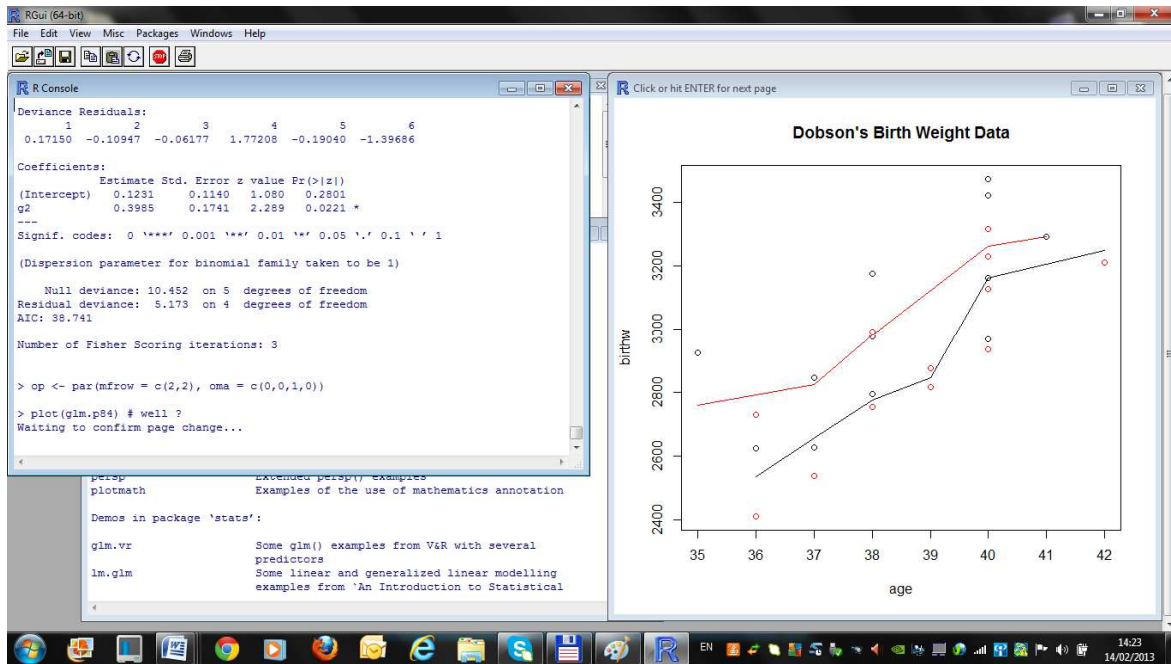 RGui (64-bit)
File Edit View Misc Packages Windows Help
STOP
R Console
Deviance Residuals:
1 2 3 4 5 6
0.17150 -0.10947 -0.06177 1.77208 -0.19040 -1.39686
Coefficients:
Estimate Std. Error z value Pr(>|z|)
(Intercept) 0.1231 0.1140 1.080 0.2801
g2 0.3985 0.1741 2.289 0.0221 *
---
Signif. codes: 0 ‘***’ 0.001 ‘**’ 0.01 ‘*’ 0.05 ‘.’ 0.1 ‘ ’ 1
(Dispersion parameter for binomial family taken to be 1)
Null deviance: 10.452 on 5 degrees of freedom
Residual deviance: 5.173 on 4 degrees of freedom
AIC: 38.741
Number of Fisher Scoring iterations: 3
> op <- par(mfrow = c(2,2), oma = c(0,0,1,0))
> plot(glm.p84) # well ?
Waiting to confirm page change...
persp Extended persp() examples
plotmath Examples of the use of mathematics annotation
Demos in package ‘stats’:
glm.vr Some glm() examples from V&R with several
predictors
lm.glm Some linear and generalized linear modelling
examples from ‘An Introduction to Statistical
Click or hit ENTER for next page
Dobson's Birth Weight Data
birthw
3400
3200
3000
2800
2600
2400
35 36 37 38 39 40 41 42
age
EN
14:23
14/02/2013